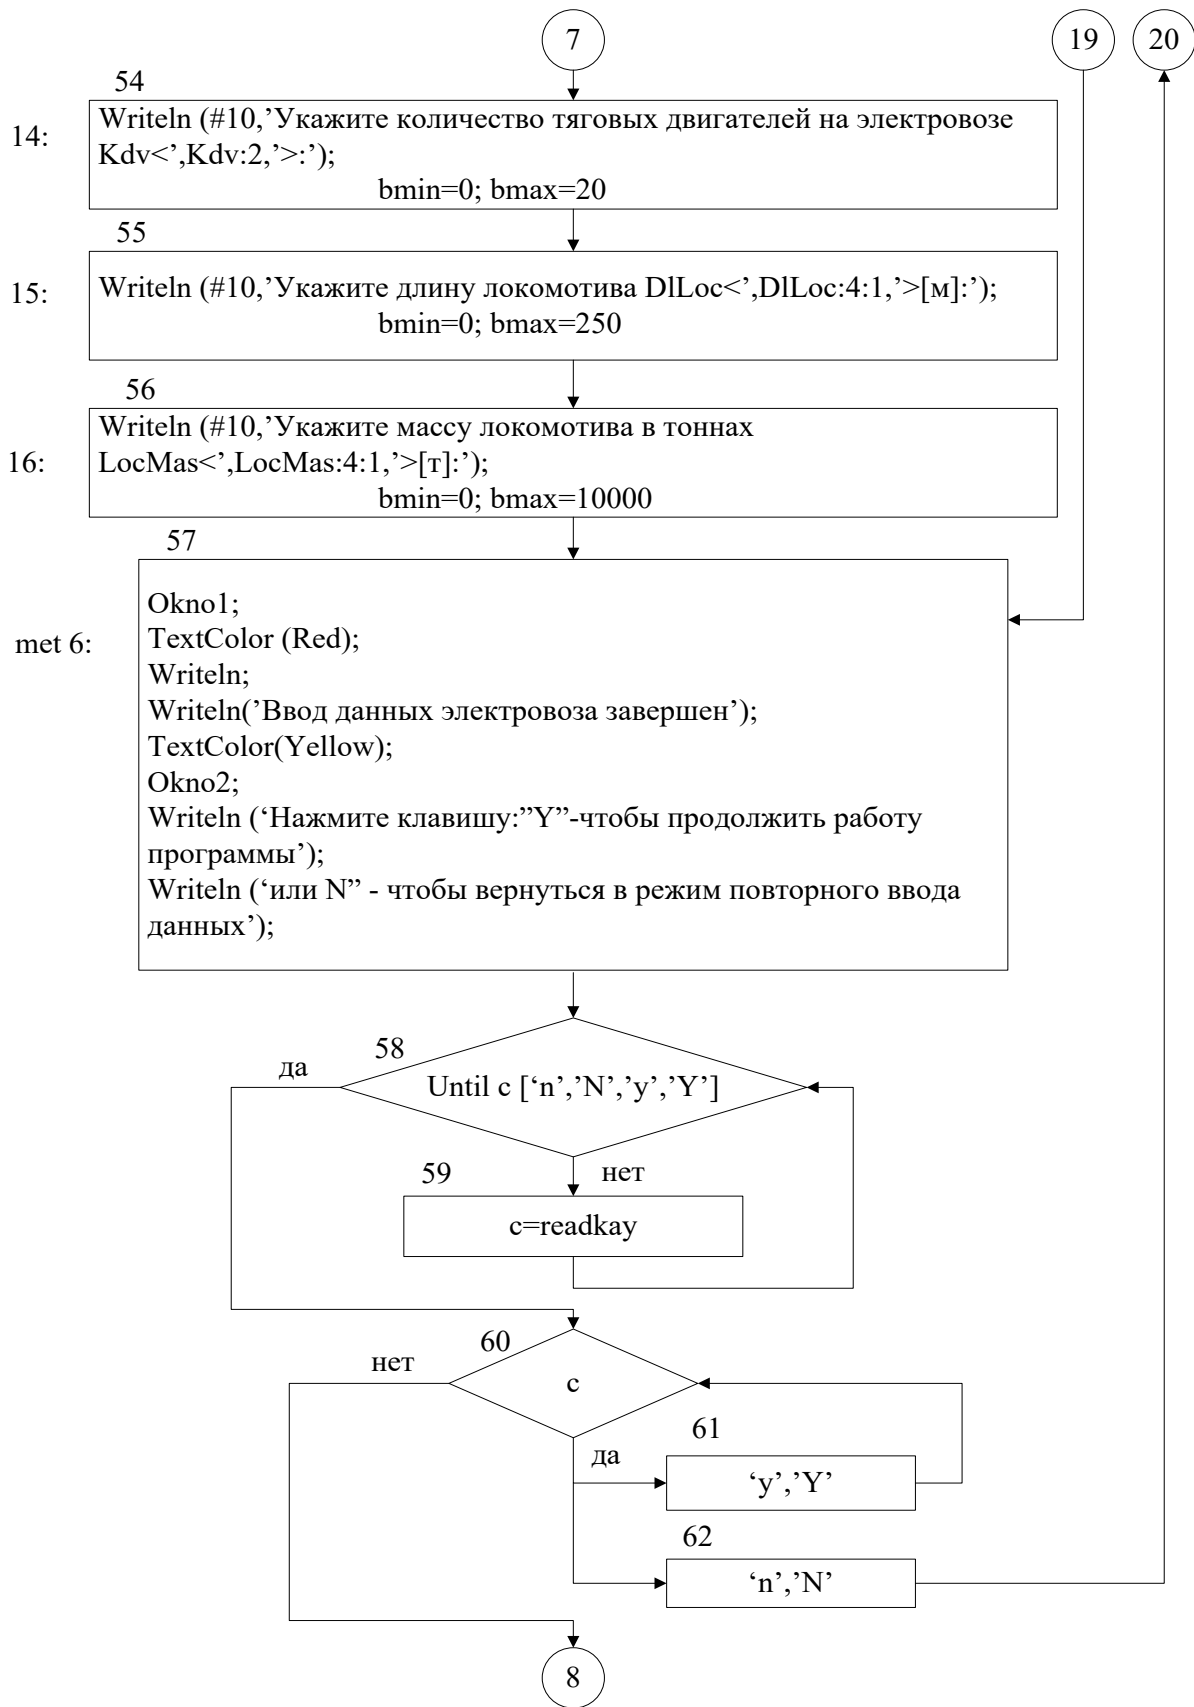 7
19
20
54
14:
Writeln (#10,’Укажите количество тяговых двигателей на электровозе
Kdv<’,Kdv:2,’>:’);
bmin=0; bmax=20
55
15:
Writeln (#10,’Укажите длину локомотива DlLoc<’,DlLoc:4:1,’>[м]:’);
bmin=0; bmax=250
56
16:
Writeln (#10,’Укажите массу локомотива в тоннах
LocMas<’,LocMas:4:1,’>[т]:’);
bmin=0; bmax=10000
57
met 6:
Okno1;
TextColor (Red);
Writeln;
Writeln(’Ввод данных электровоза завершен’);
TextColor(Yellow);
Okno2;
Writeln (‘Нажмите клавишу:”Y”-чтобы продолжить работу
программы’);
Writeln (‘или N” - чтобы вернуться в режим повторного ввода
данных’);
58
да
Until c [‘n’,’N’,’y’,’Y’]
нет
59
c=readkay
60
нет
c
да
61
‘y’,’Y’
62
‘n’,’N’
8